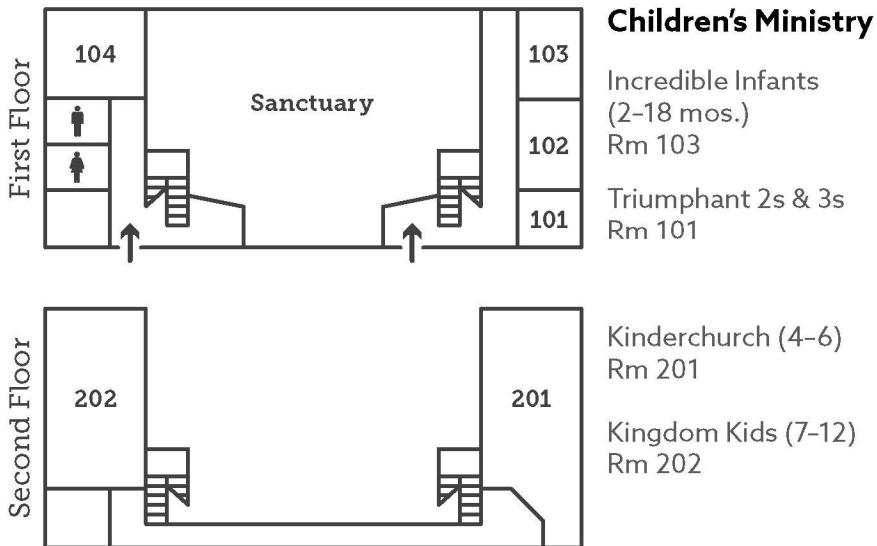 First Floor
104
Sanctuary
103
102
101
Children's Ministry
Incredible Infants
(2–18 mos.)
Rm 103
Triumphant 2s & 3s
Rm 101
Second Floor
202
201
Kinderchurch (4–6)
Rm 201
Kingdom Kids (7–12)
Rm 202